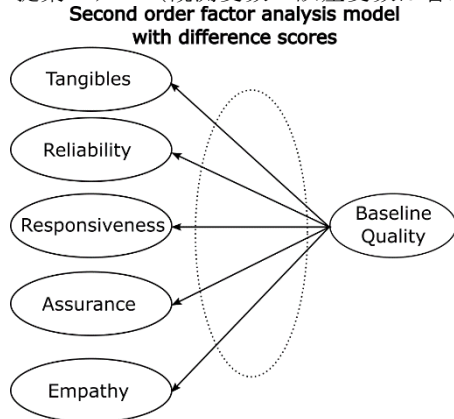 Second order factor analysis model
with difference scores
Tangibles
Reliability
Responsiveness
Assurance
Empathy
Baseline
Quality